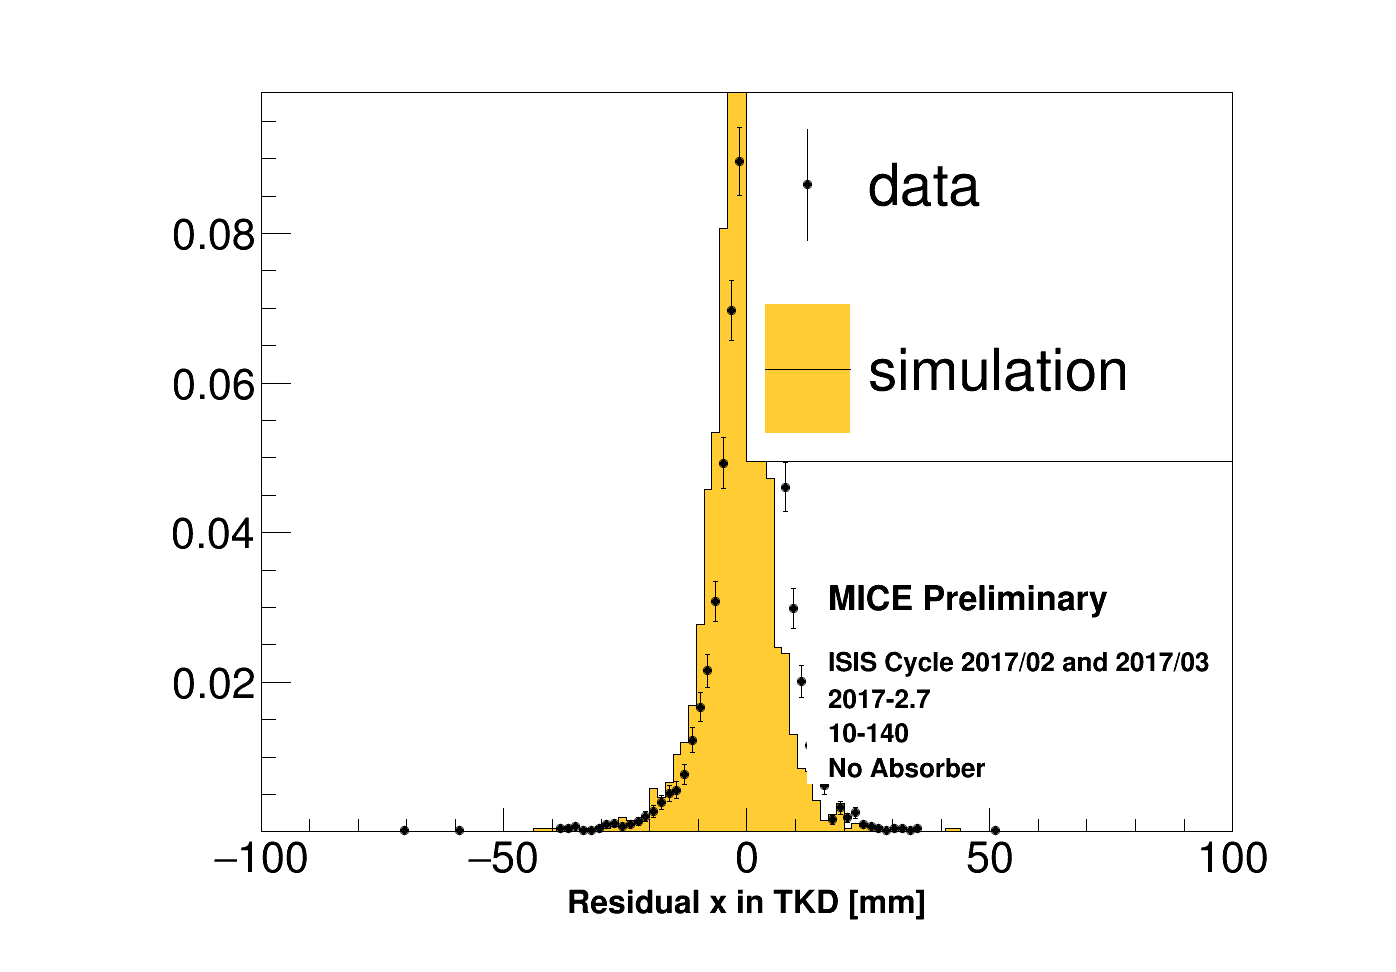 data
simulation
0.08
0.06
0.04
0.02
MICE Preliminary
ISIS Cycle 2017/02 and 2017/03
2017-2.7
10-140
No Absorber
−100 −50 0 50 100
Residual x in TKD [mm]